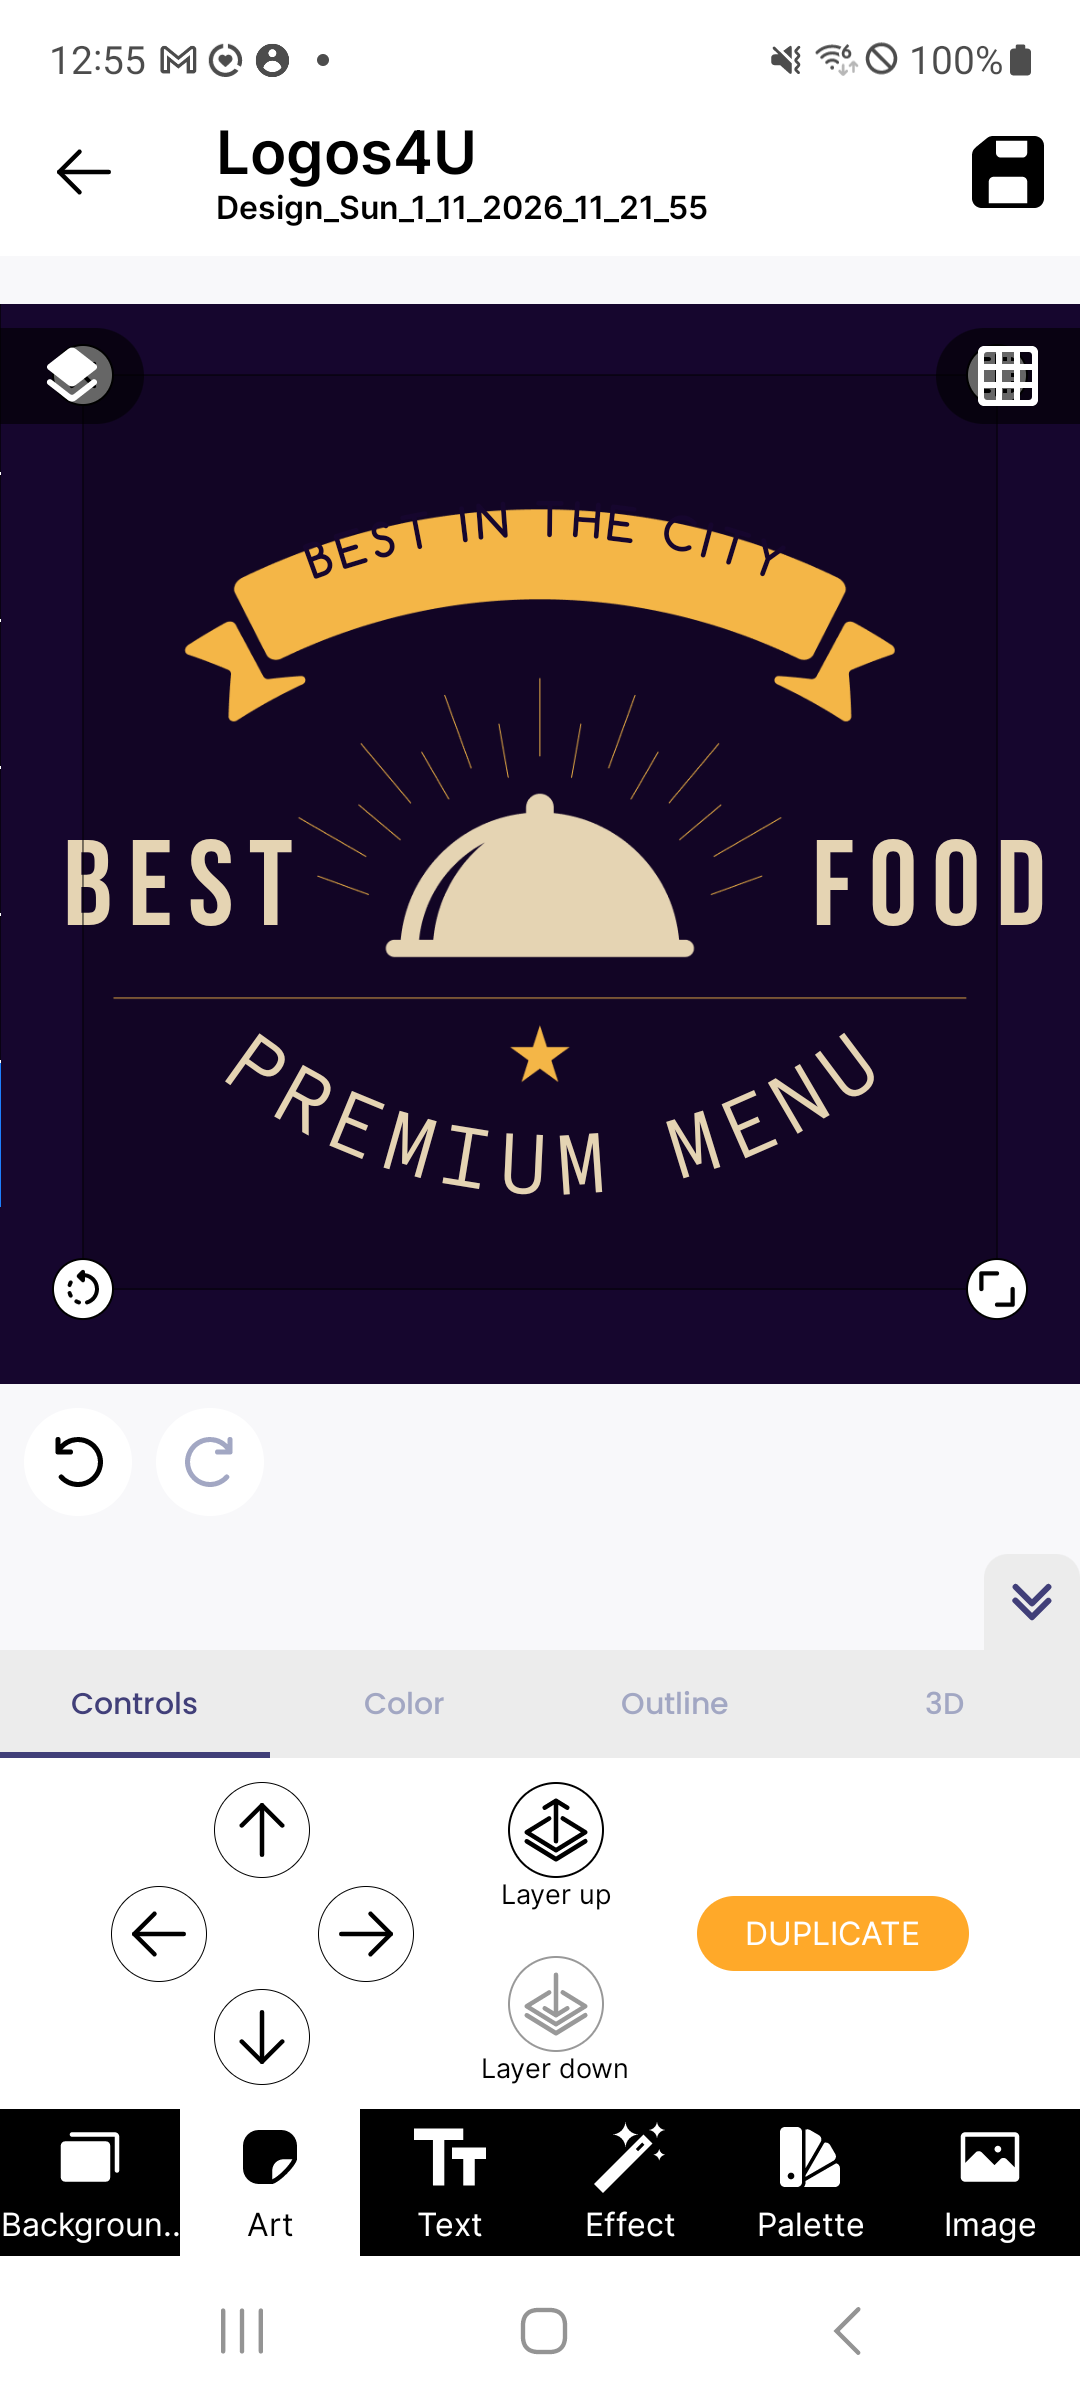 12:55
100%
Logos4U
Design_Sun_1_11_2026_11_21_55
BEST IN THE CITY
BEST FOOD
PREMIUM MENU
Controls Color Outline 3D
Layer up
DUPLICATE
Layer down
Backgroun.. Art Text Effect Palette Image